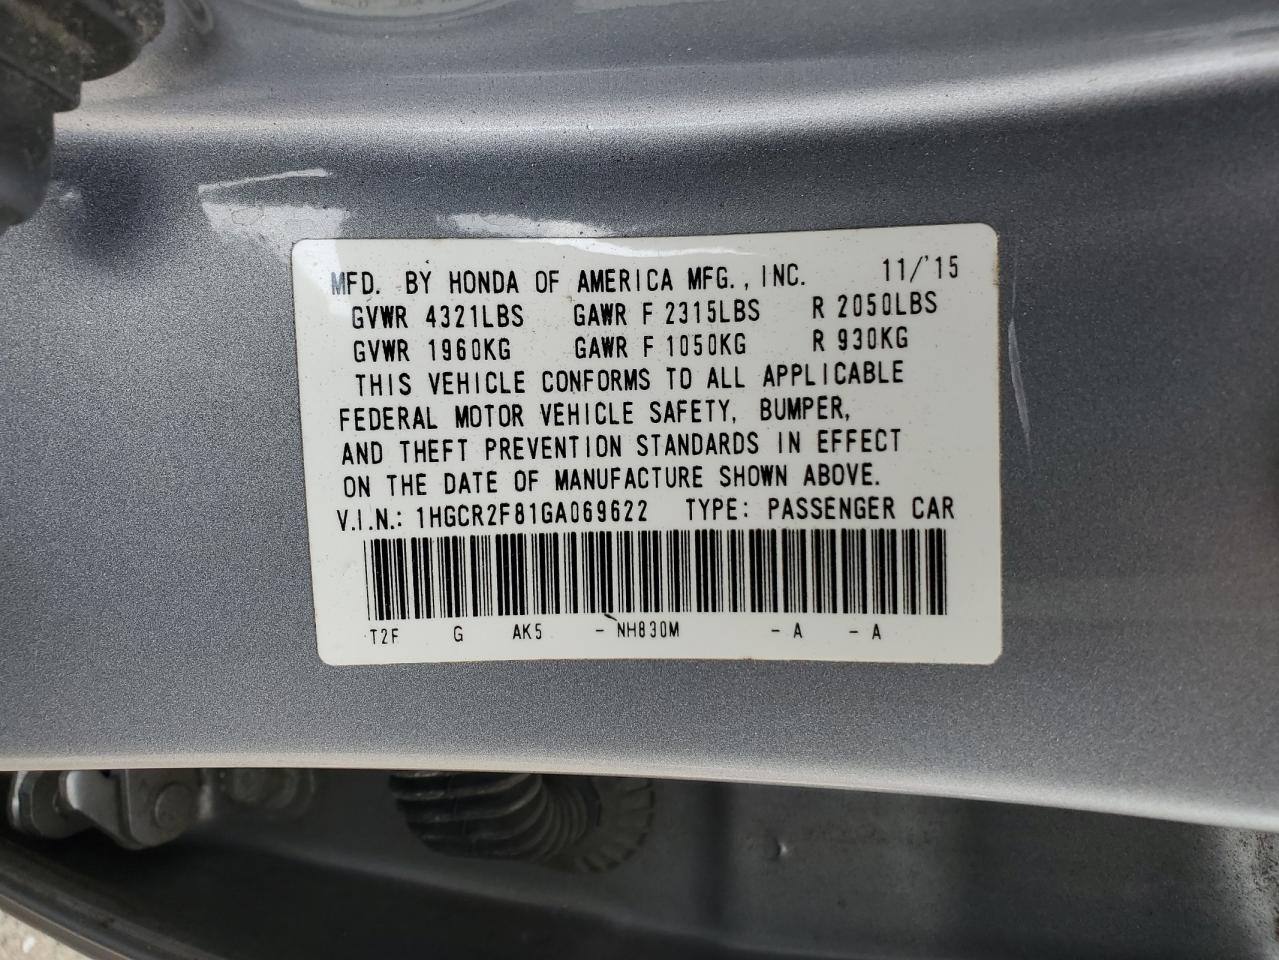 MFD. BY HONDA OF AMERICA MFG., INC. 11/'15
GVWR 4321LBS GAWR F 2315LBS R 2050LBS
GVWR 1960KG GAWR F 1050KG R 930KG
THIS VEHICLE CONFORMS TO ALL APPLICABLE
FEDERAL MOTOR VEHICLE SAFETY, BUMPER,
AND THEFT PREVENTION STANDARDS IN EFFECT
ON THE DATE OF MANUFACTURE SHOWN ABOVE.
V.I.N.: 1HGCR2F81GA069622 TYPE: PASSENGER CAR
T2F G AK5 - NH830M - A - A